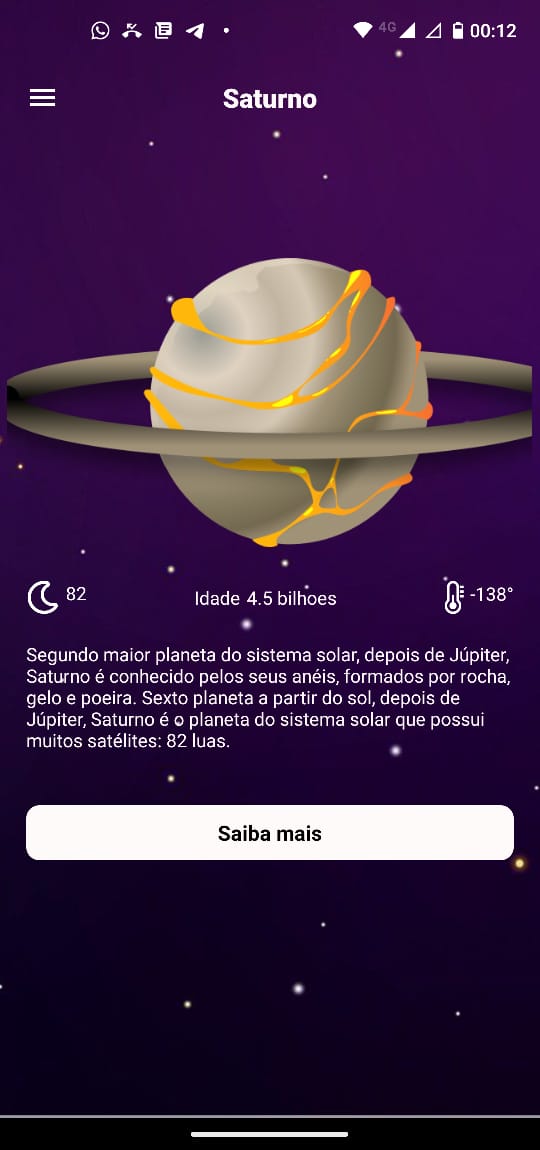 4G 00:12
Saturno
82 Idade 4.5 bilhoes -138°
Segundo maior planeta do sistema solar, depois de Júpiter,
Saturno é conhecido pelos seus anéis, formados por rocha,
gelo e poeira. Sexto planeta a partir do sol, depois de
Júpiter, Saturno é o planeta do sistema solar que possui
muitos satélites: 82 luas.
Saiba mais